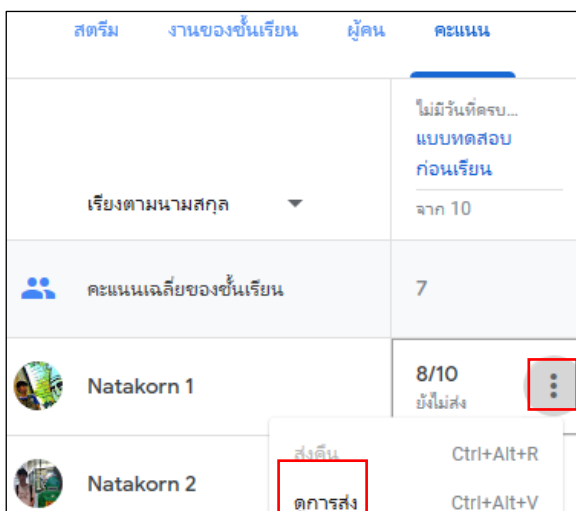 สตรีม งานของชั้นเรียน ผู้คน คะแนน
ไม่มีวันที่ครบ...
แบบทดสอบ
ก่อนเรียน
เรียงตามนามสกุล
จาก 10
คะแนนเฉลี่ยของชั้นเรียน 7
Natakorn 1
8/10
ยังไม่ส่ง
ส่งคืน Ctrl+Alt+R
Natakorn 2
ดการส่ง Ctrl+Alt+V